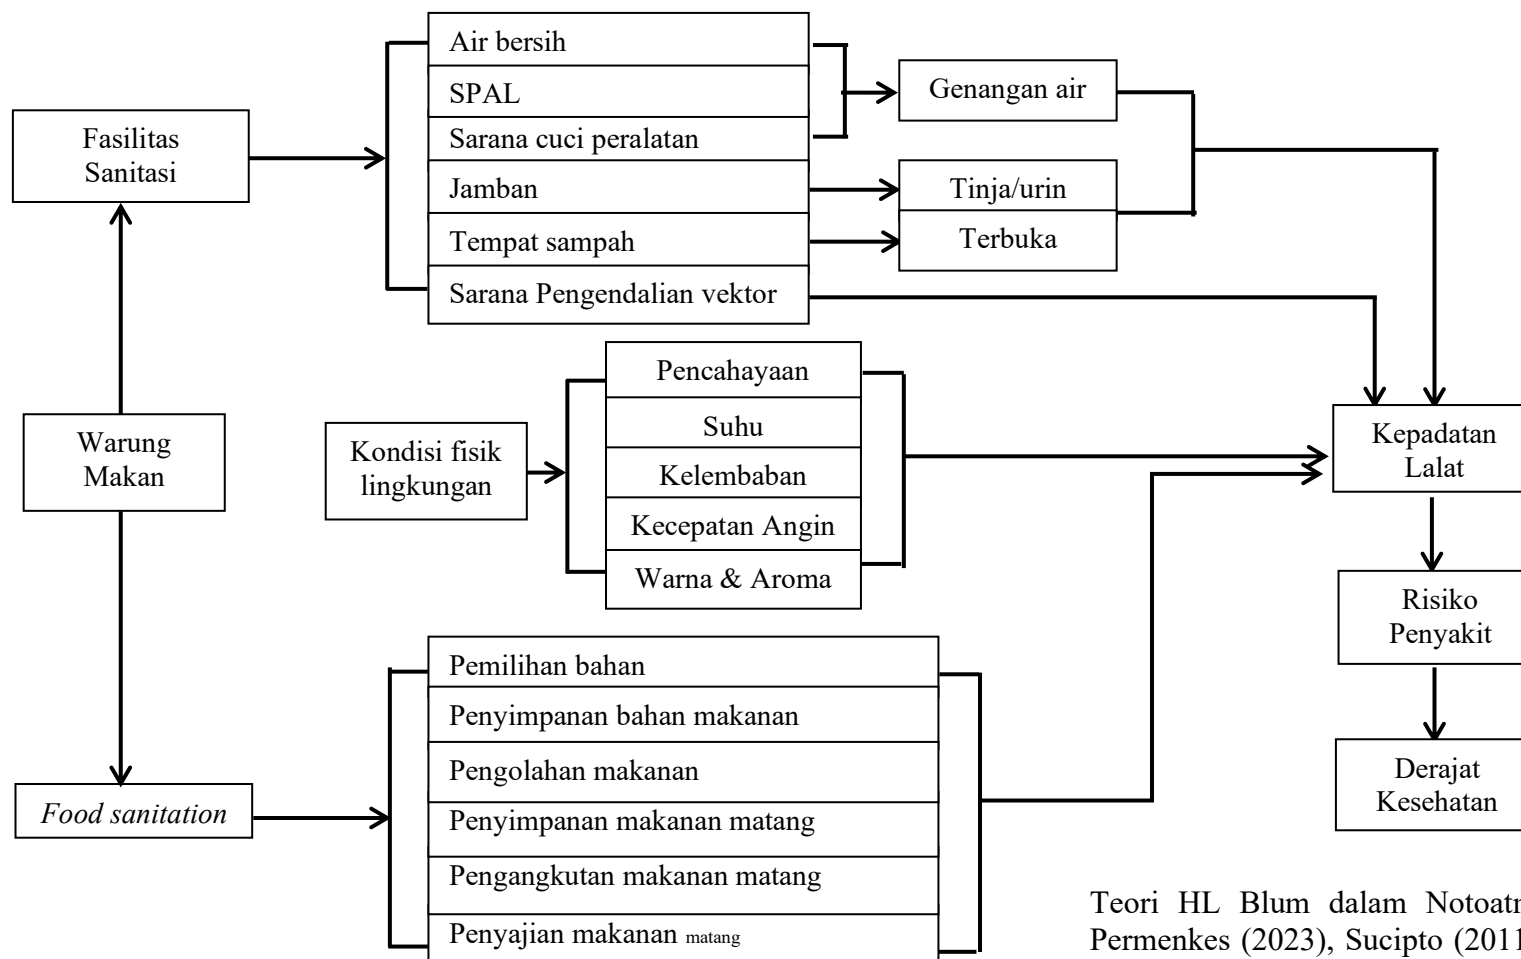 Fasilitas
Sanitasi
Air bersih
SPAL
Sarana cuci peralatan
Jamban
Tempat sampah
Sarana Pengendalian vektor
Genangan air
Tinja/urin
Terbuka
Warung
Makan
Kondisi fisik
lingkungan
Pencahayaan
Suhu
Kelembaban
Kecepatan Angin
Warna & Aroma
Kepadatan
Lalat
Risiko
Penyakit
Derajat
Kesehatan
Food sanitation
Pemilihan bahan
Penyimpanan bahan makanan
Pengolahan makanan
Penyimpanan makanan matang
Pengangkutan makanan matang
Penyajian makanan matang
Teori HL Blum dalam
Permenkes (2023), Sucipto (2011